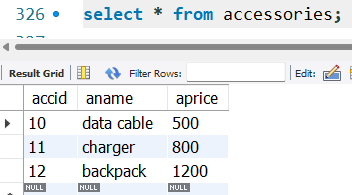 326 select * from accessories;
Result Grid Filter Rows: Edit:
accid aname aprice
10 data cable 500
11 charger 800
12 backpack 1200
NULL NULL NULL